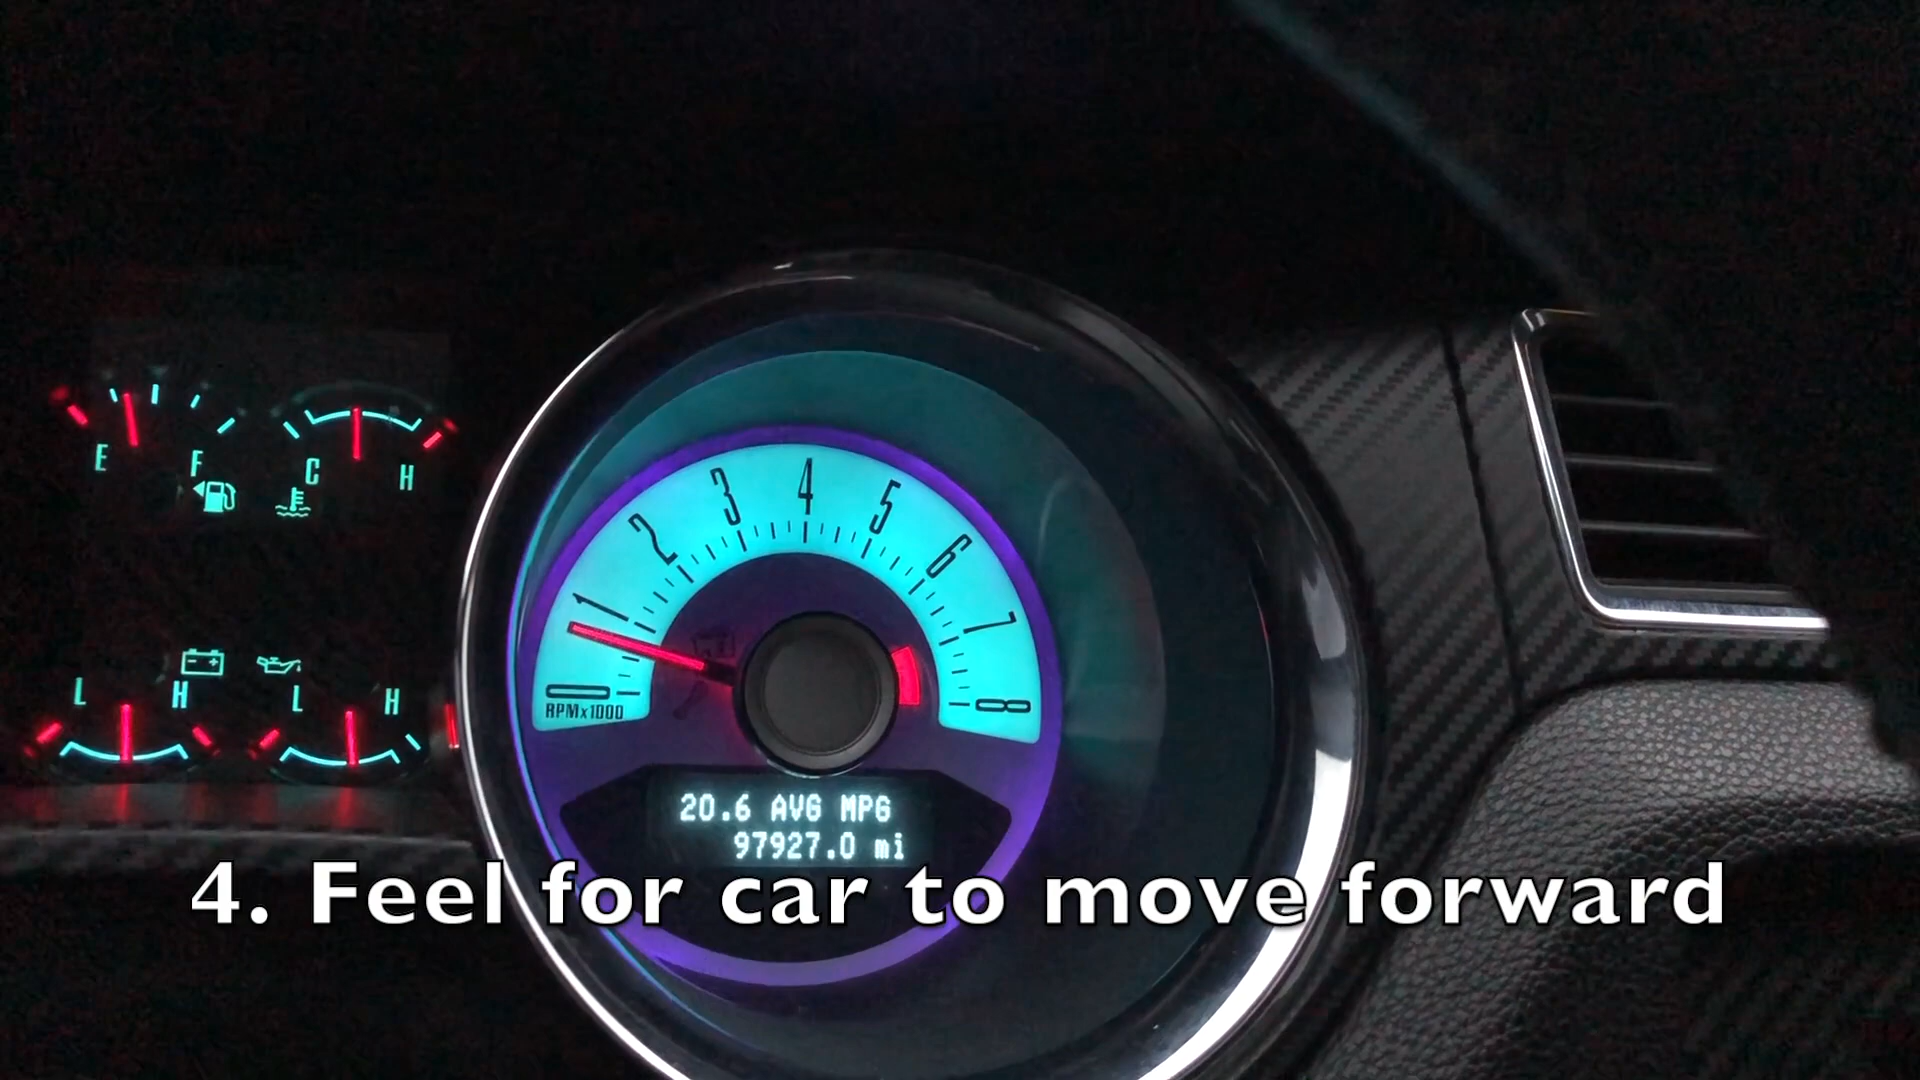 E F
C H
L H
L H
0 1 2 3 4 5 6 7 8
RPMx1000
20.6 AVG MPG
97927.0 mi
4. Feel for car to move forward